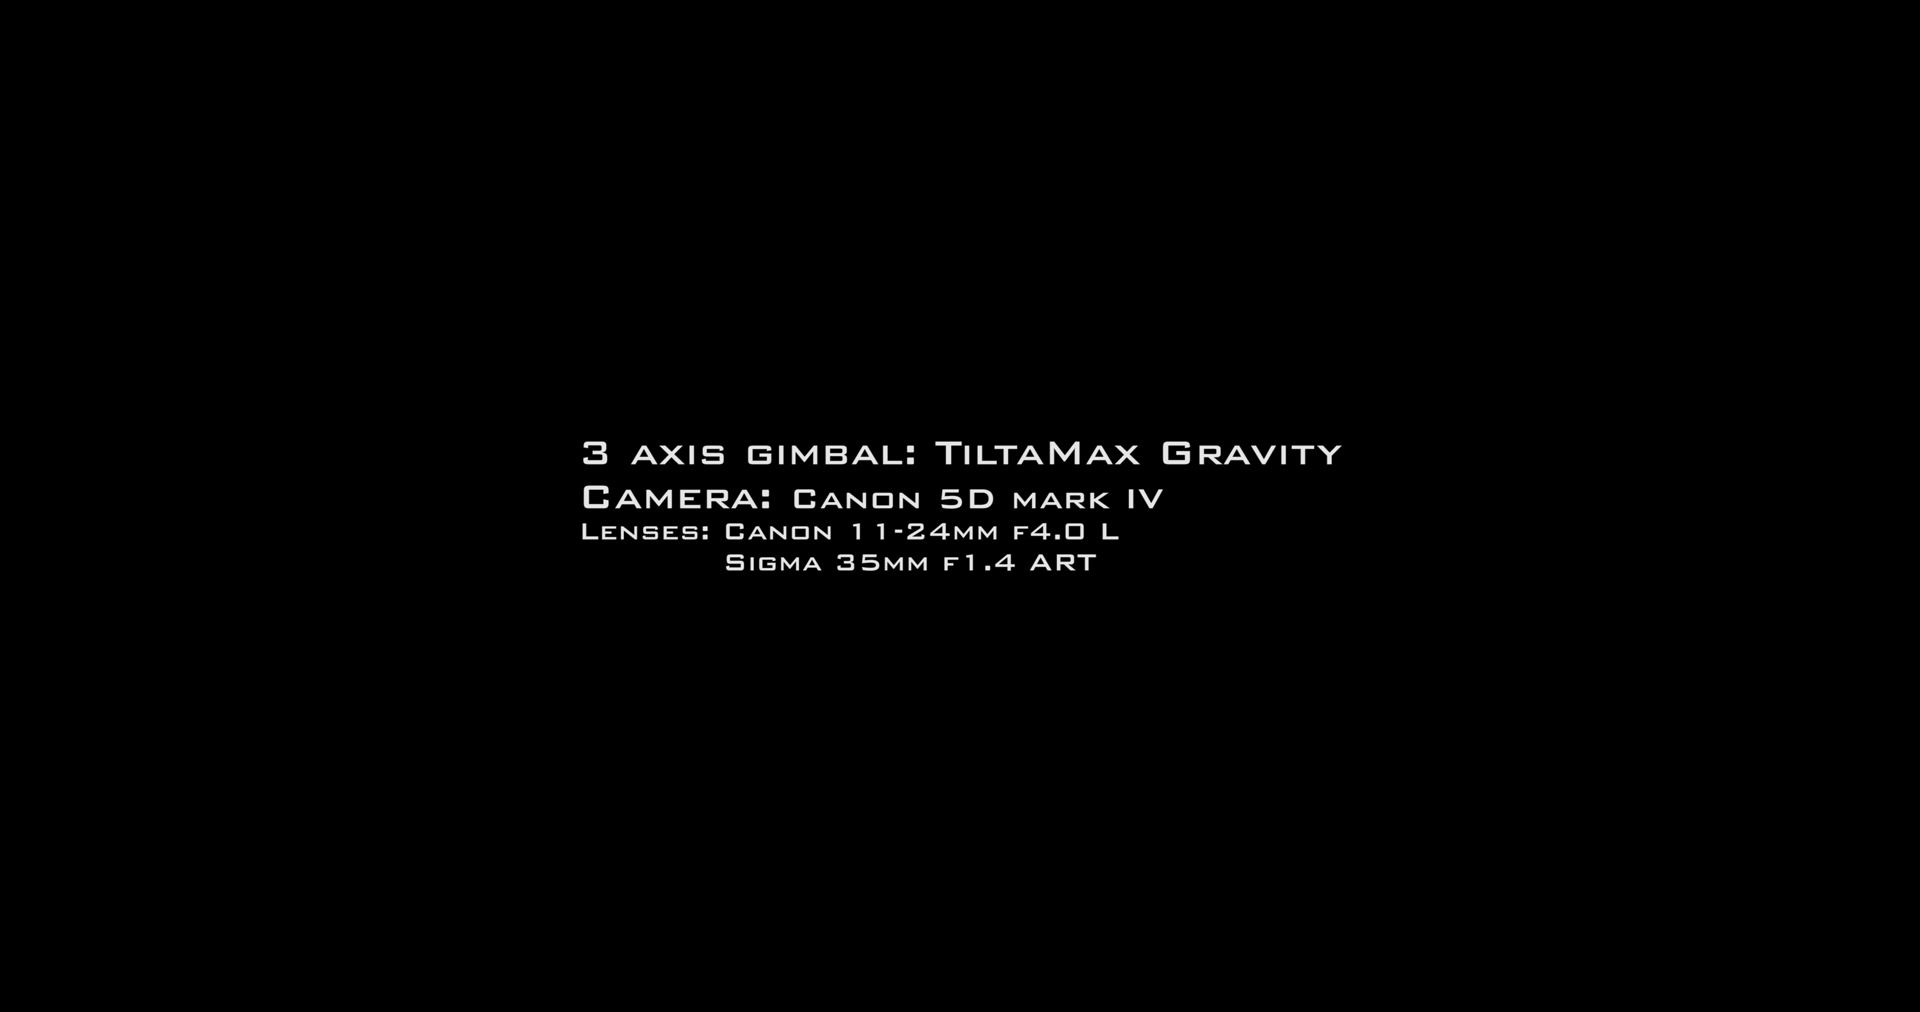 3 axis gimbal: TiltaMax Gravity
Camera: Canon 5D mark IV
Lenses: Canon 11-24mm f4.0 L
Sigma 35mm f1.4 ART